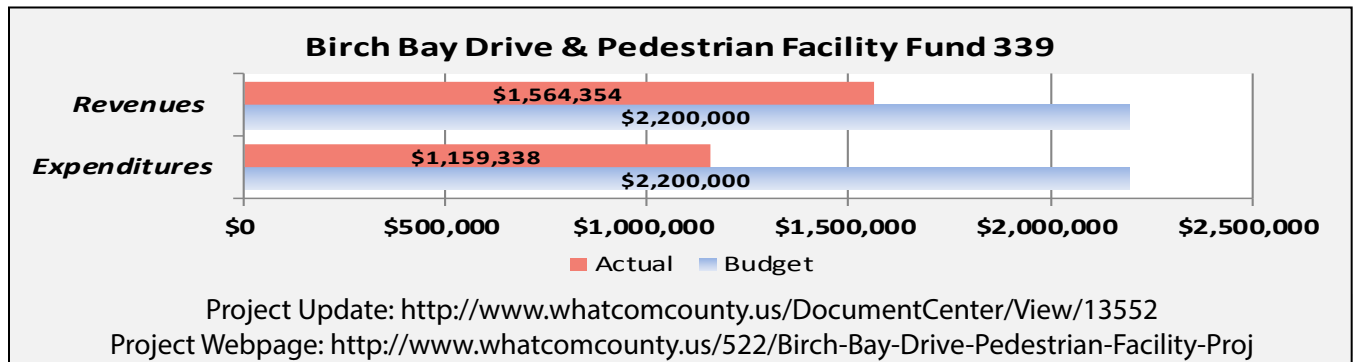 Birch Bay Drive & Pedestrian Facility Fund 339
Revenues
$1,564,354
$2,200,000
Expenditures
$1,159,338
$2,200,000
$0 $500,000 $1,000,000 $1,500,000 $2,000,000 $2,500,000
Actual Budget
Project Update: http://www.whatcomcounty.us/DocumentCenter/View/13552
Project Webpage: http://www.whatcomcounty.us/522/Birch-Bay-Drive-Pedestrian-Facility-Proj